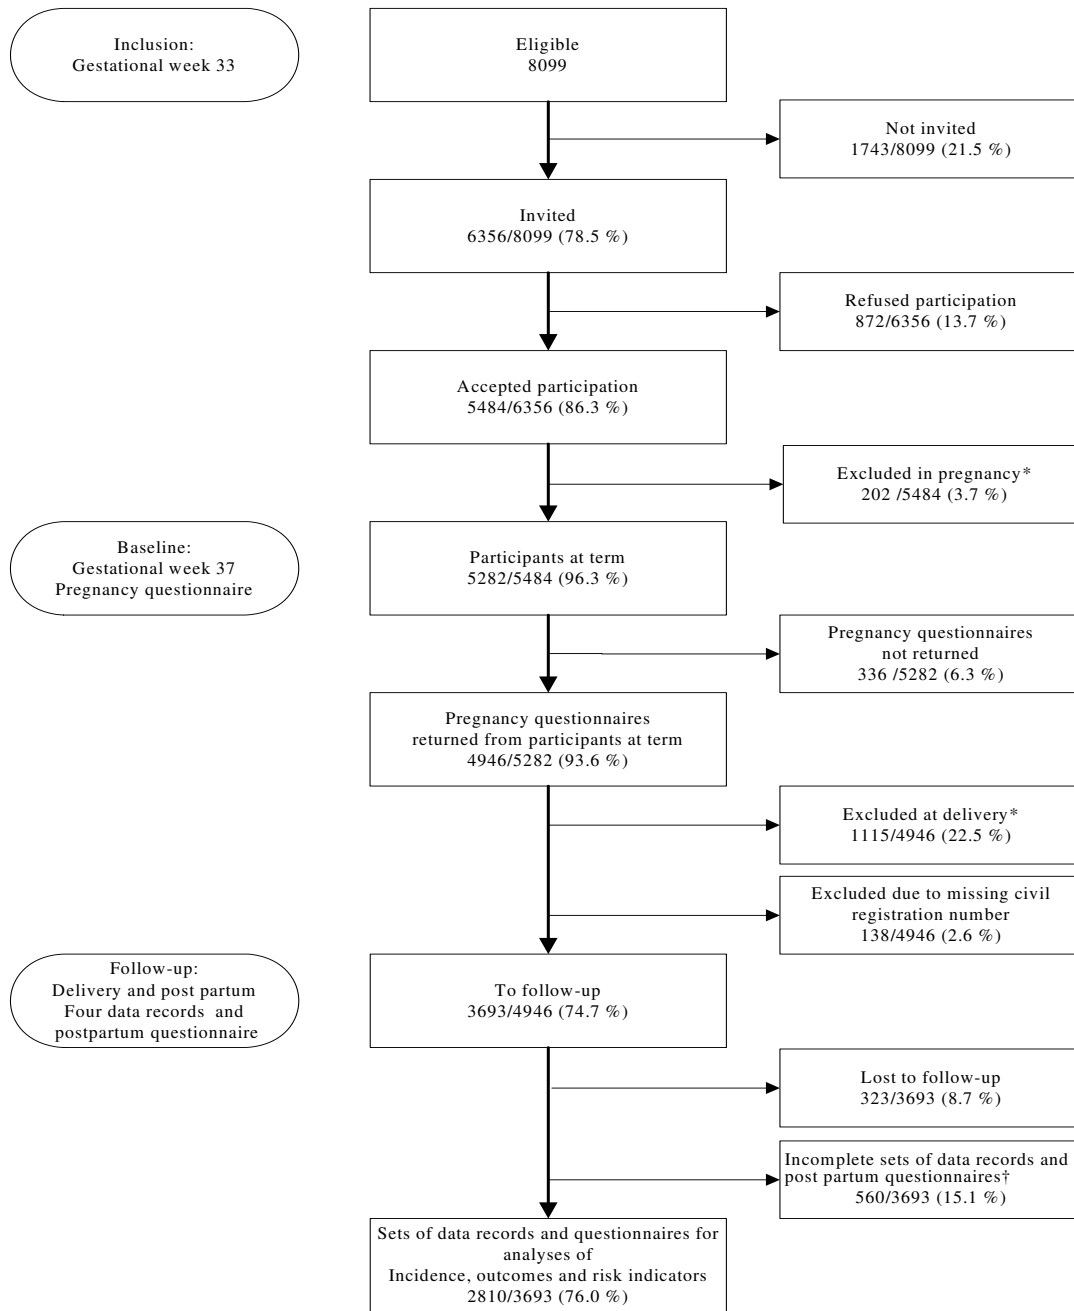 Inclusion:
Gestational week 33
Eligible
8099
Not invited
1743/8099 (21.5 %)
Invited
6356/8099 (78.5 %)
Refused participation
872/6356 (13.7 %)
Accepted participation
5484/6356 (86.3 %)
Excluded in pregnancy*
202 /5484 (3.7 %)
Baseline:
Gestational week 37
Pregnancy questionnaire
Participants at term
5282/5484 (96.3 %)
Pregnancy questionnaires
not returned
336 /5282 (6.3 %)
Pregnancy questionnaires
returned from participants at term
4946/5282 (93.6 %)
Excluded at delivery*
1115/4946 (22.5 %)
Excluded due to missing civil
registration number
138/4946 (2.6 %)
Follow-up:
Delivery and post partum
Four data records and
postpartum questionnaire
To follow-up
3693/4946 (74.7 %)
Lost to follow-up
323/3693 (8.7 %)
Incomplete sets of data records and
post partum questionnaires†
560/3693 (15.1 %)
Sets of data records and questionnaires for
analyses of
Incidence, outcomes and risk indicators
2810/3693 (76.0 %)